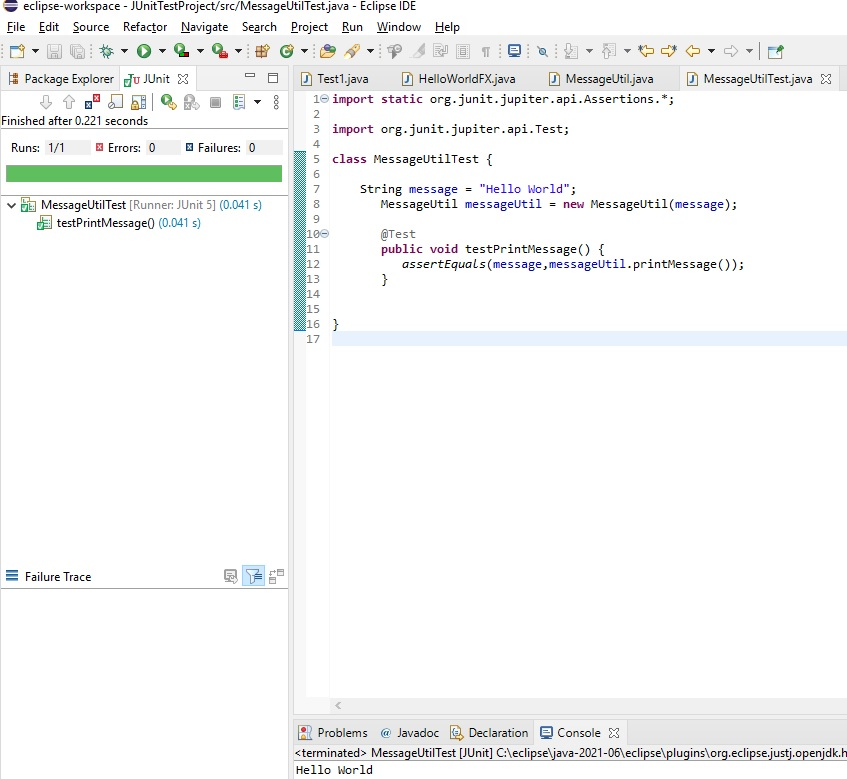 eclipse-workspace - JUnitTestProject/src/MessageUtilTest.java - Eclipse IDE
File Edit Source Refactor Navigate Search Project Run Window Help
Package Explorer JUnit
Test1.java HelloWorldFX.java MessageUtil.java MessageUtilTest.java
Finished after 0.221 seconds
Runs: 1/1 Errors: 0 Failures: 0
MessageUtilTest [Runner: JUnit 5] (0.041 s)
testPrintMessage() (0.041 s)
Failure Trace
1 import static org.junit.jupiter.api.Assertions.*;
2
3 import org.junit.jupiter.api.Test;
4
5 class MessageUtilTest {
6
7 String message = "Hello World";
8 MessageUtil messageUtil = new MessageUtil(message);
9
10 @Test
11 public void testPrintMessage() {
12 assertEquals(message,messageUtil.printMessage());
13 }
14
15
16 }
17
Problems @ Javadoc Declaration Console
<terminated> MessageUtilTest [JUnit] C:\eclipse\java-2021-06\eclipse\plugins\org.eclipse.justj.openjdk.h
Hello World